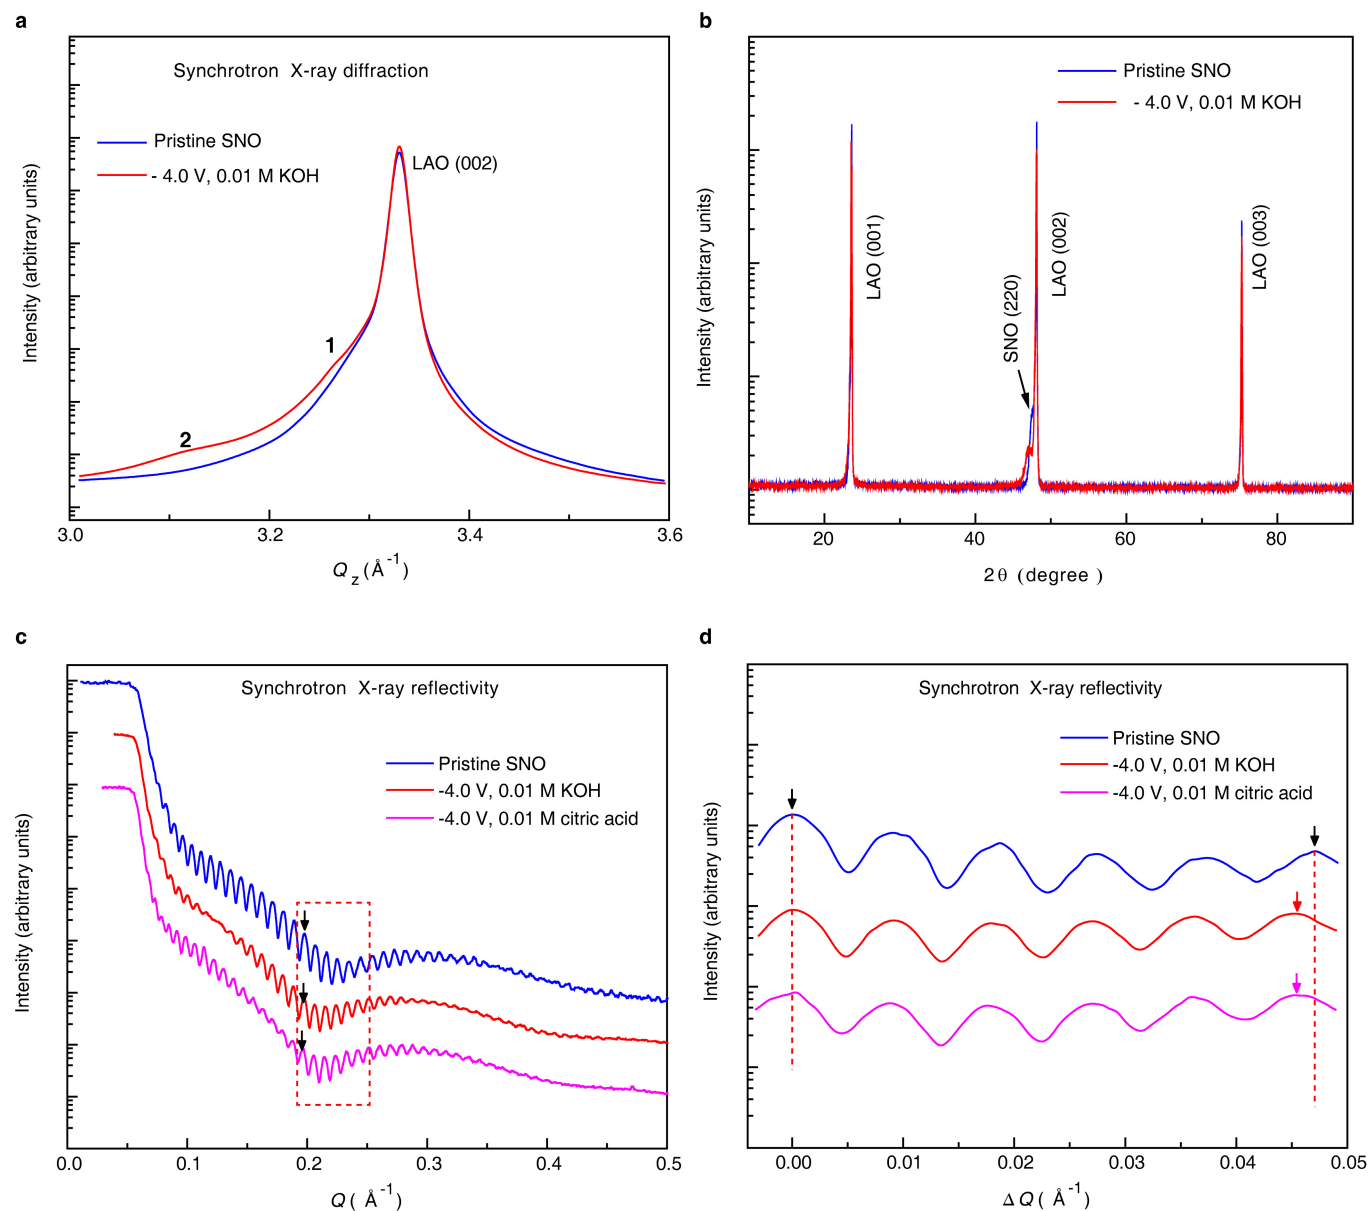 a
Synchrotron X-ray diffraction
Pristine SNO
- 4.0 V, 0.01 M KOH
LAO (002)
1
2
Intensity (arbitrary units)
3.0 3.2 3.4 3.6
Q z (Å-1)
b
Pristine SNO
- 4.0 V, 0.01 M KOH
LAO (001)
SNO (220)
LAO (002)
LAO (003)
Intensity (arbitrary units)
20 40 60 80
2θ (degree )
c
Synchrotron X-ray reflectivity
Pristine SNO
-4.0 V, 0.01 M KOH
-4.0 V, 0.01 M citric acid
Intensity (arbitrary units)
0.0 0.1 0.2 0.3 0.4 0.5
Q ( Å-1)
d
Synchrotron X-ray reflectivity
Pristine SNO
-4.0 V, 0.01 M KOH
-4.0 V, 0.01 M citric acid
Intensity (arbitrary units)
0.00 0.01 0.02 0.03 0.04 0.05
Δ Q ( Å-1)